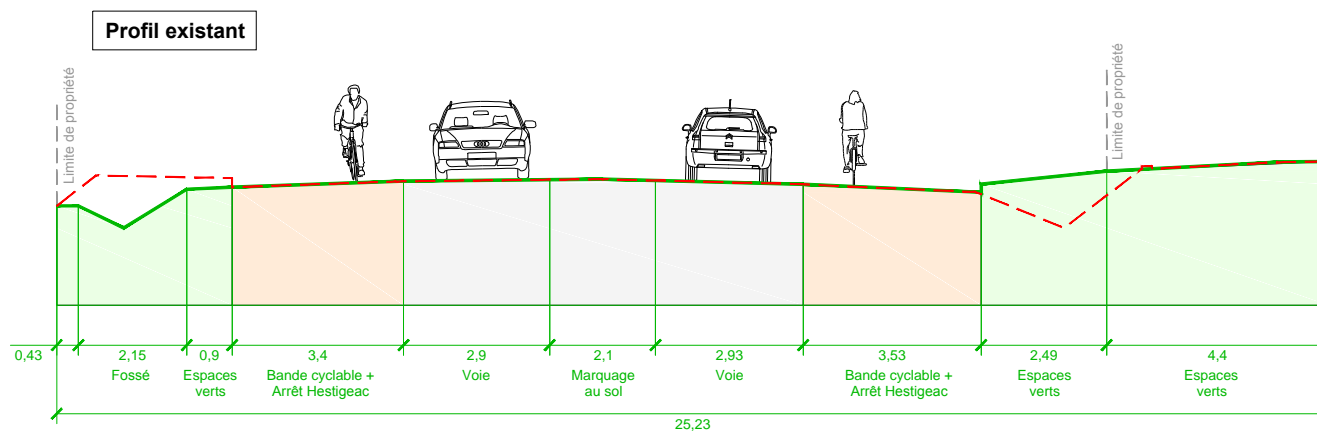 Profil existant
Limite de propriété
Limite de propriété
0,43
2,15
0,9
3,4
2,9
2,1
2,93
3,53
2,49
4,4
Fossé
Espaces
verts
Bande cyclable +
Arrêt Hestigeac
Voie
Marquage
au sol
Voie
Bande cyclable +
Arrêt Hestigeac
Espaces
verts
Espaces
verts
25,23